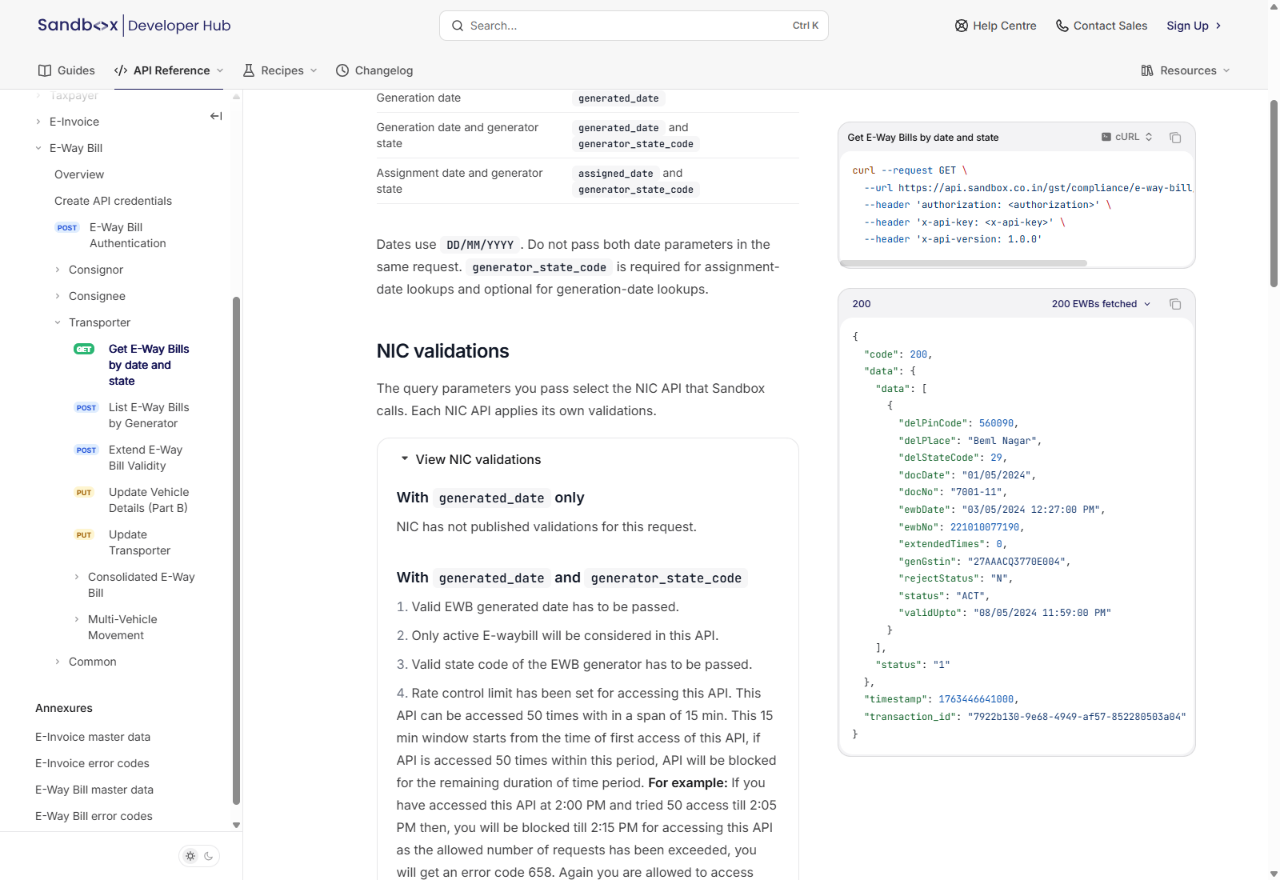 Sandbox | Developer Hub
Search...
Ctrl K
Help Centre
Contact Sales
Sign Up
Guides
API Reference
Recipes
Changelog
Resources
Taxpayer
E-Invoice
E-Way Bill
Overview
Create API credentials
POST
E-Way Bill
Authentication
Consignor
Consignee
Transporter
GET
Get E-Way Bills
by date and
state
POST
List E-Way Bills
by Generator
POST
Extend E-Way
Bill Validity
PUT
Update Vehicle
Details (Part B)
PUT
Update
Transporter
Consolidated E-Way
Bill
Multi-Vehicle
Movement
Common
Annexures
E-Invoice master data
E-Invoice error codes
E-Way Bill master data
E-Way Bill error codes
Generation date
generated_date
Generation date and generator
state
generated_date and
generator_state_code
Assignment date and generator
state
assigned_date and
generator_state_code
Dates use DD/MM/YYYY . Do not pass both date parameters in the
same request. generator_state_code is required for assignment-
date lookups and optional for generation-date lookups.
NIC validations
The query parameters you pass select the NIC API that Sandbox
calls. Each NIC API applies its own validations.
View NIC validations
With generated_date only
NIC has not published validations for this request.
With generated_date and generator_state_code
1. Valid EWB generated date has to be passed.
2. Only active E-waybill will be considered in this API.
3. Valid state code of the EWB generator has to be passed.
4. Rate control limit has been set for accessing this API. This
API can be accessed 50 times with in a span of 15 min. This 15
min window starts from the time of first access of this API, if
API is accessed 50 times within this period, API will be blocked
for the remaining duration of time period. For example: If you
have accessed this API at 2:00 PM and tried 50 access till 2:05
PM then, you will be blocked till 2:15 PM for accessing this API
as the allowed number of requests has been exceeded, you
will get an error code 658. Again you are allowed to access
Get E-Way Bills by date and state
cURL
curl --request GET \
--url https://api.sandbox.co.in/gst/compliance/e-way-bill
--header 'authorization: <authorization>' \
--header 'x-api-key: <x-api-key>' \
--header 'x-api-version: 1.0.0'
200
200 EWBs fetched
{
"code": 200,
"data": {
"data": [
{
"delPinCode": 560090,
"delPlace": "Beml Nagar",
"delStateCode": 29,
"docDate": "01/05/2024",
"docNo": "7001-11",
"ewbDate": "03/05/2024 12:27:00 PM",
"ewbNo": 221010077190,
"extendedTimes": 0,
"genGstin": "27AAACQ3770E004",
"rejectStatus": "N",
"status": "ACT",
"validUpto": "08/05/2024 11:59:00 PM"
}
],
"status": "1"
},
"timestamp": 1763446641000,
"transaction_id": "7922b130-9e68-4949-af57-852280503a04"
}